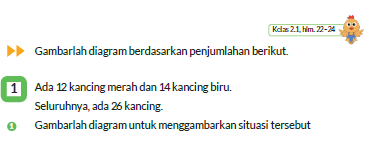 Kelas 2.1, hlm. 22–24
Gambarlah diagram berdasarkan penjumlahan berikut.
1 Ada 12 kancing merah dan 14 kancing biru.
Seluruhnya, ada 26 kancing.
1 Gambarlah diagram untuk menggambarkan situasi tersebut